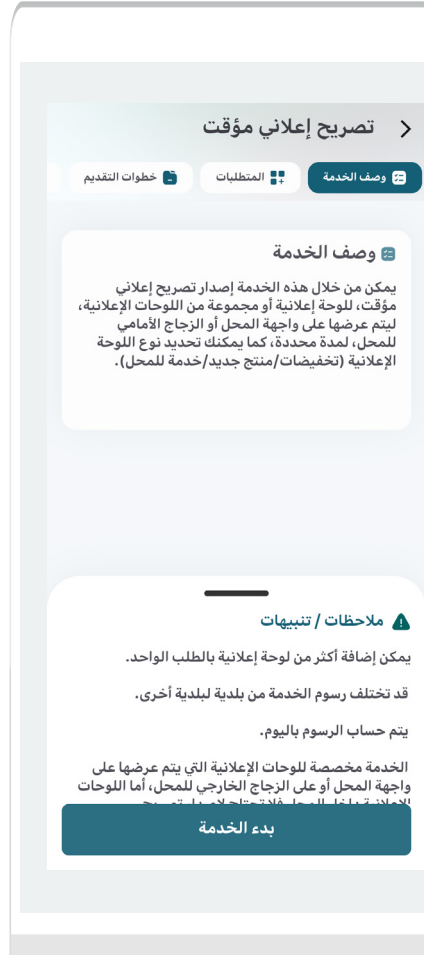 تصريح إعلاني مؤقت
وصف الخدمة
المتطلبات
خطوات التقديم
وصف الخدمة
يمكن من خلال هذه الخدمة إصدار تصريح إعلاني
مؤقت، للوحة إعلانية أو مجموعة من اللوحات الإعلانية،
ليتم عرضها على واجهة المحل أو الزجاج الأمامي
للمحل، لمدة محددة، كما يمكنك تحديد نوع اللوحة
الإعلانية (تخفيضات/منتج جديد/خدمة للمحل).
ملاحظات / تنبيهات
يمكن إضافة أكثر من لوحة إعلانية بالطلب الواحد.
قد تختلف رسوم الخدمة من بلدية لبلدية أخرى.
يتم حساب الرسوم باليوم.
الخدمة مخصصة للوحات الإعلانية التي يتم عرضها على
واجهة المحل أو على الزجاج الخارجي للمحل، أما اللوحات
بدء الخدمة